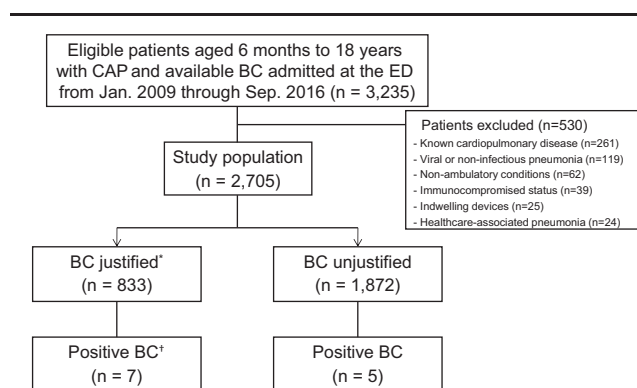 Eligible patients aged 6 months to 18 years
with CAP and available BC admitted at the ED
from Jan. 2009 through Sep. 2016 (n = 3,235)
Patients excluded (n=530)
- Known cardiopulmonary disease (n=261)
- Viral or non-infectious pneumonia (n=119)
- Non-ambulatory conditions (n=62)
- Immunocompromised status (n=39)
- Indwelling devices (n=25)
- Healthcare-associated pneumonia (n=24)
Study population
(n = 2,705)
BC justified*
(n = 833)
BC unjustified
(n = 1,872)
Positive BC†
(n = 7)
Positive BC
(n = 5)